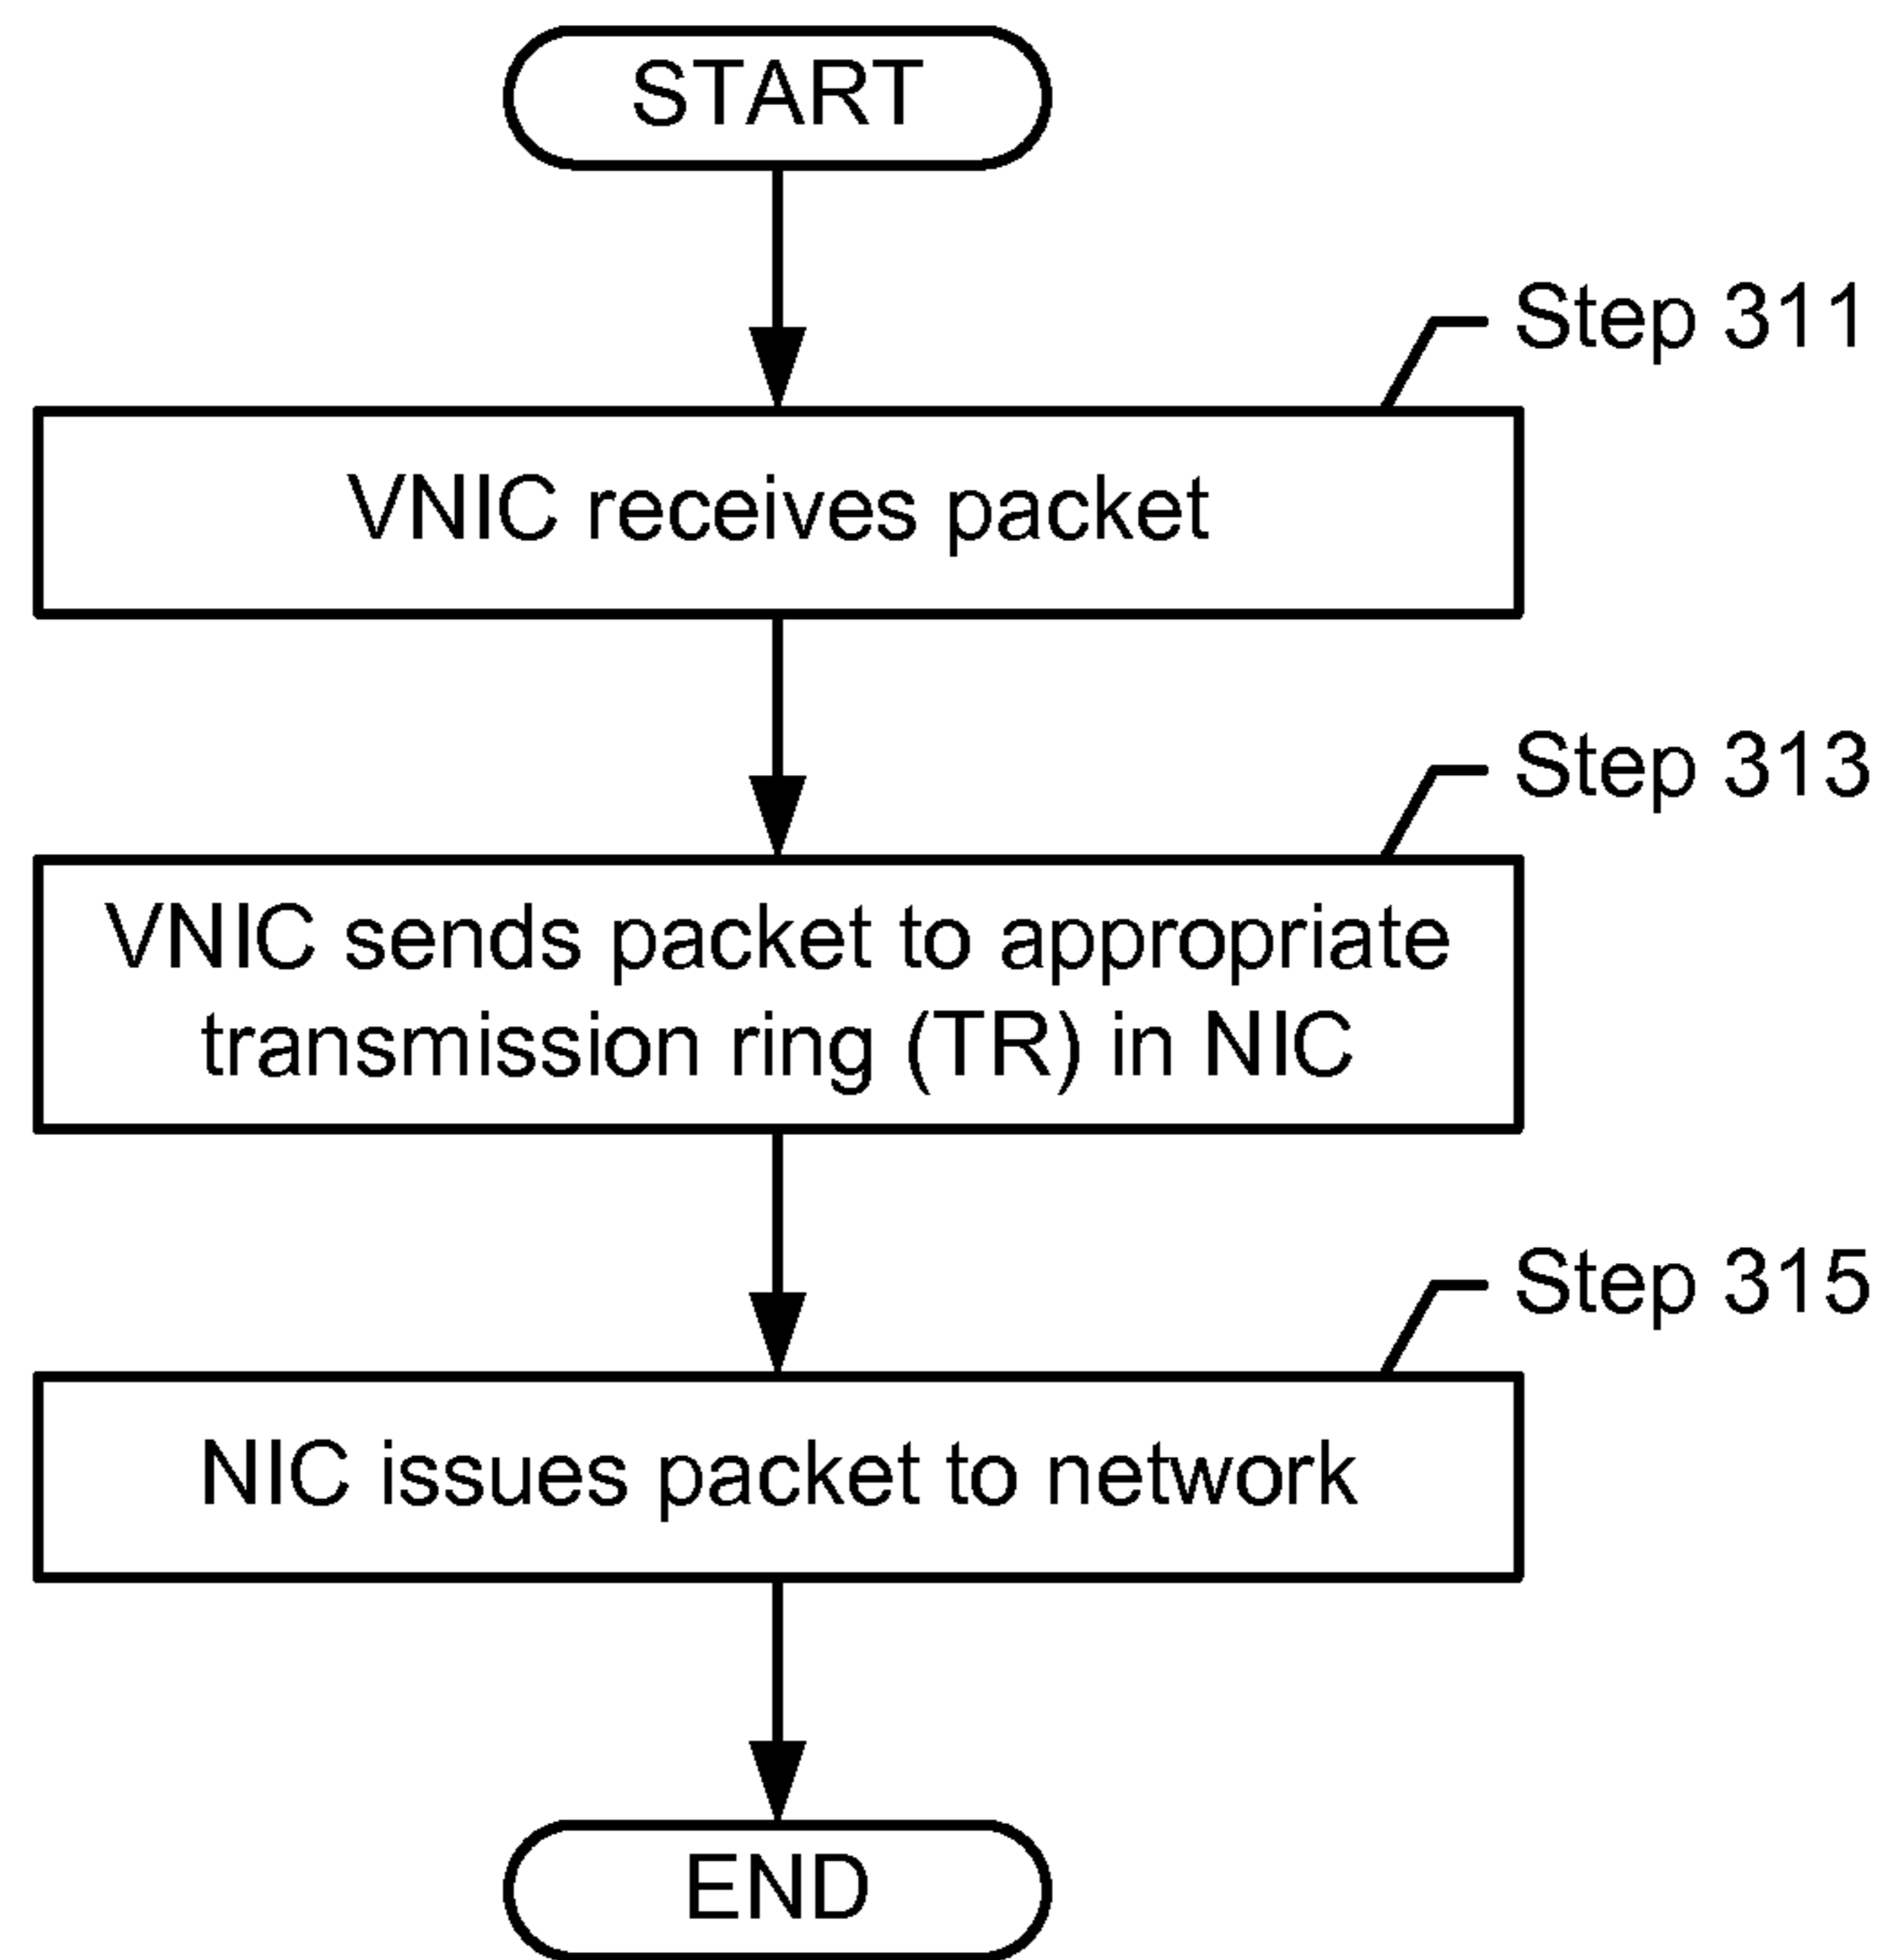 START
Step 311
VNIC receives packet
Step 313
VNIC sends packet to appropriate
transmission ring (TR) in NIC
Step 315
NIC issues packet to network
END